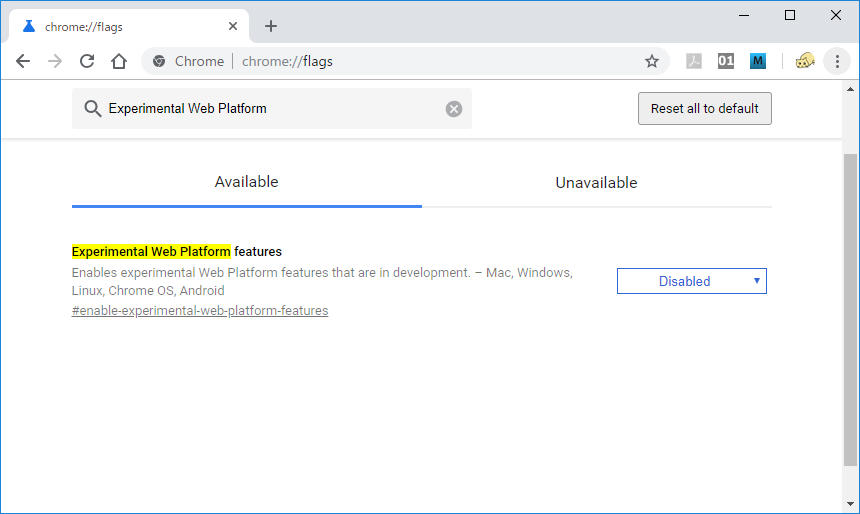 chrome://flags
Chrome | chrome://flags
01
M
Experimental Web Platform
Reset all to default
Available
Unavailable
Experimental Web Platform features
Enables experimental Web Platform features that are in development. – Mac, Windows,
Linux, Chrome OS, Android
#enable-experimental-web-platform-features
Disabled